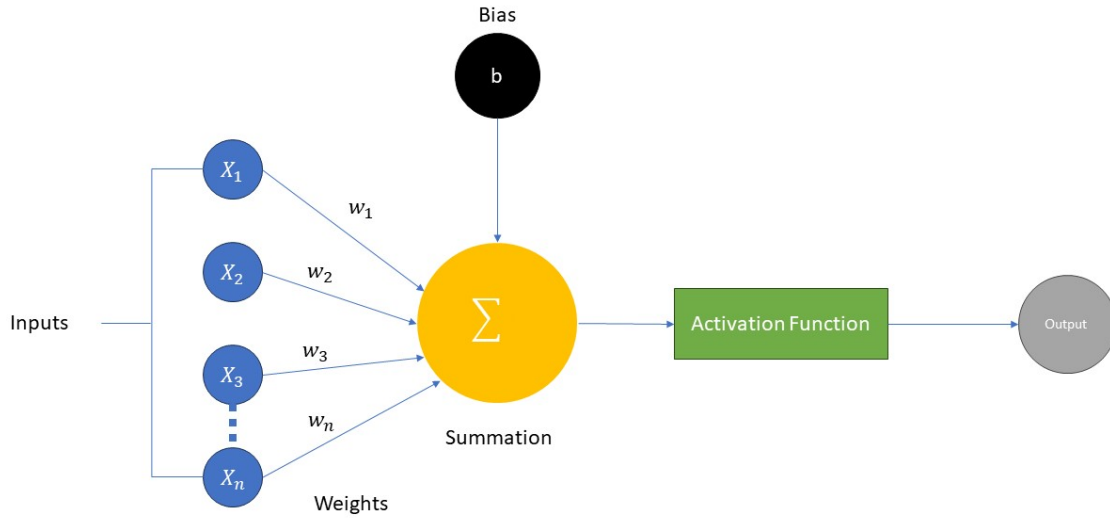 Bias
b
X₁
w₁
X₂
w₂
∑
Activation Function
Output
Inputs
X₃
w₃
wₙ
Summation
Xₙ
Weights